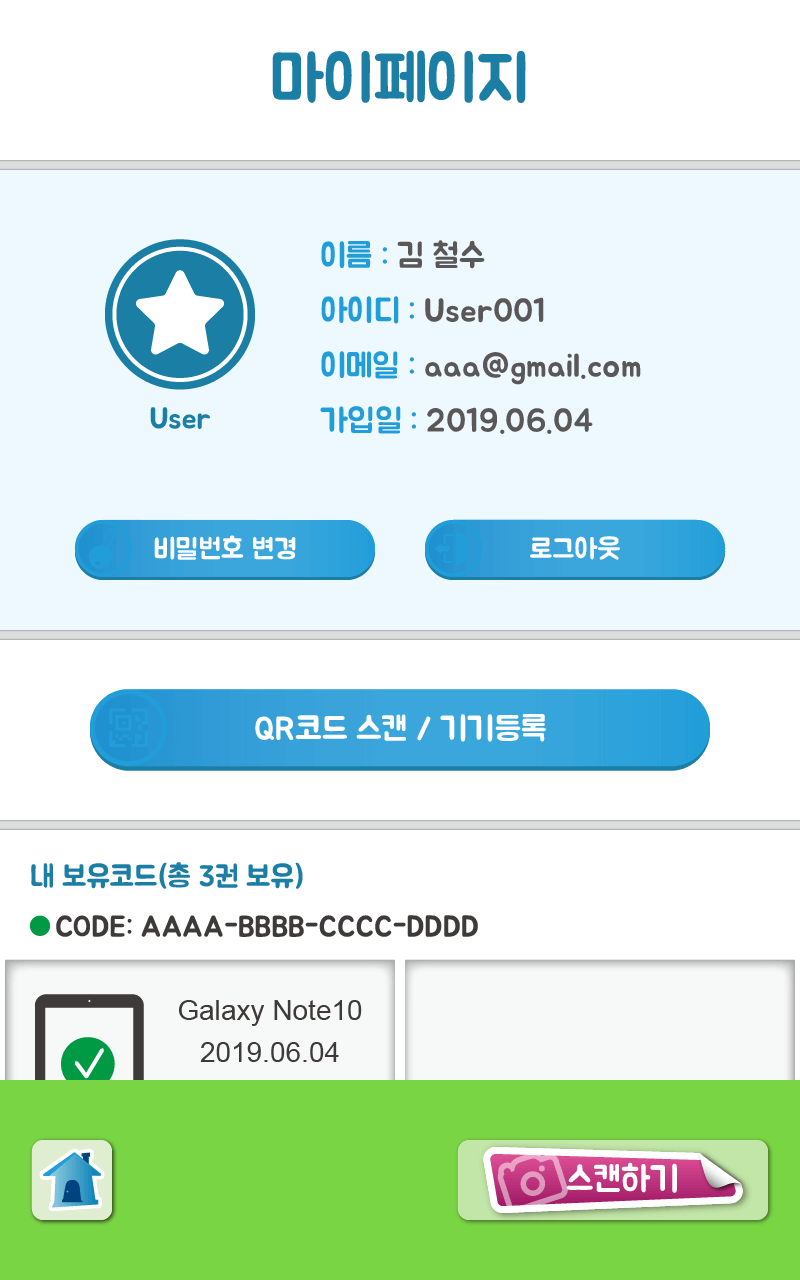 마이페이지
이름 : 김 철수
아이디 : User001
이메일 : aaa@gmail.com
가입일 : 2019.06.04
User
비밀번호 변경
로그아웃
QR코드 스캔 / 기기등록
내 보유코드(총 3권 보유)
CODE: AAAA-BBBB-CCCC-DDDD
Galaxy Note10
2019.06.04
스캔하기